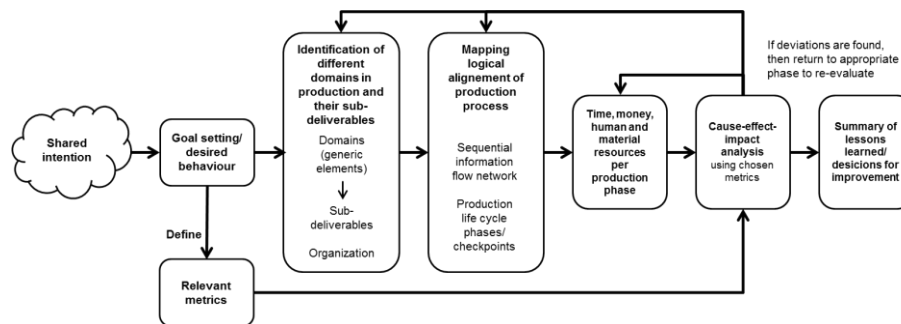 Shared
intention
Goal setting/
desired
behaviour
Define
Relevant
metrics
Identification of
different
domains in
production and
their sub-
deliverables
Domains
(generic
elements)
Sub-
deliverables
Organization
Mapping
logical
alignement of
production
process
Sequential
information
flow network
Production
life cycle
phases/
checkpoints
Time, money,
human and
material
resources
per
production
phase
Cause-effect-
impact
analysis
using chosen
metrics
If deviations are found,
then return to appropriate
phase to re-evaluate
Summary of
lessons
learned/
desicions for
improvement